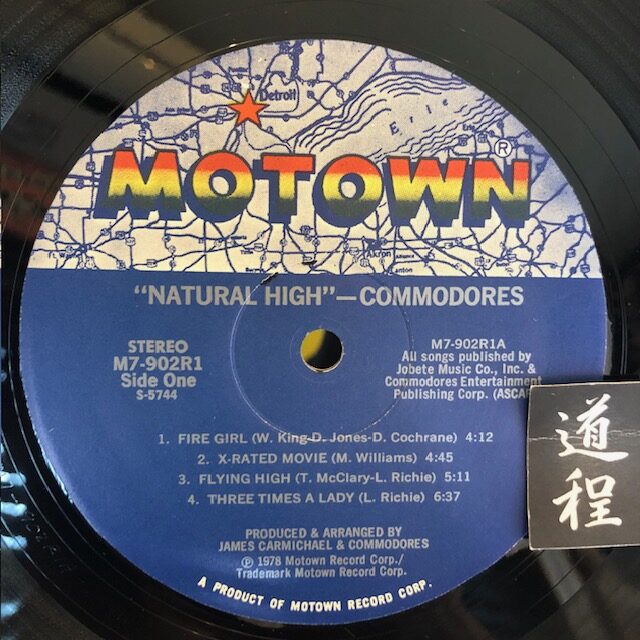 Detroit
Erie
MOTOWN®
Akron
Canton
"NATURAL HIGH"—COMMODORES
STEREO
M7-902R1
Side One
S-5744
M7-902R1A
All songs published by
Jobete Music Co., Inc. &
Commodores Entertainment
Publishing Corp. (ASCAP
1. FIRE GIRL (W. King-D. Jones-D. Cochrane) 4:12
2. X-RATED MOVIE (M. Williams) 4:45
3. FLYING HIGH (T. McClary-L. Richie) 5:11
4. THREE TIMES A LADY (L. Richie) 6:37
PRODUCED & ARRANGED BY
JAMES CARMICHAEL & COMMODORES
℗ 1978 Motown Record Corp./
Trademark Motown Record Corp.
A PRODUCT OF MOTOWN RECORD CORP.
道程